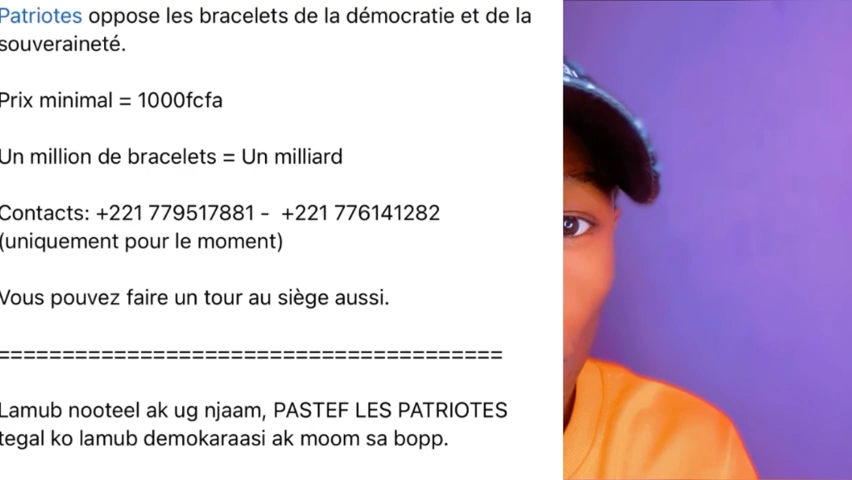 Patriotes oppose les bracelets de la démocratie et de la
souveraineté.
Prix minimal = 1000fcfa
Un million de bracelets = Un milliard
Contacts: +221 779517881 - +221 776141282
(uniquement pour le moment)
Vous pouvez faire un tour au siège aussi.
=======================================
Lamub nooteel ak ug njaam, PASTEF LES PATRIOTES
tegal ko lamub demokaraasi ak moom sa bopp.